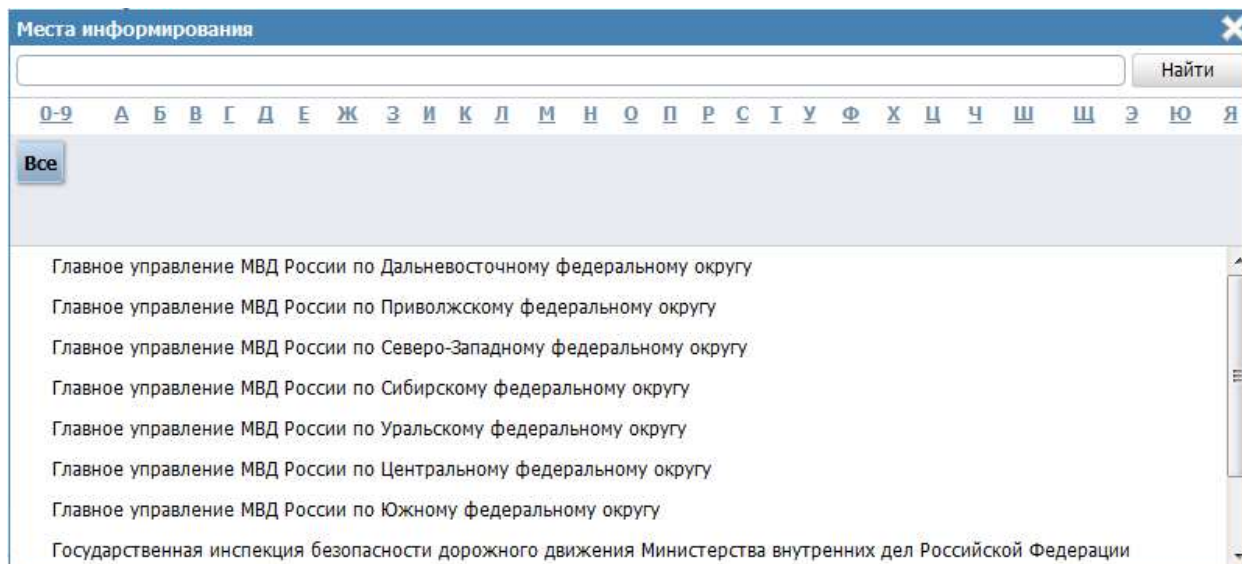 Места информирования
Найти
0-9 А Б В Г Д Е Ж З И К Л М Н О П Р С Т У Ф Х Ц Ч Ш Щ Э Ю Я
Все
Главное управление МВД России по Дальневосточному федеральному округу
Главное управление МВД России по Приволжскому федеральному округу
Главное управление МВД России по Северо-Западному федеральному округу
Главное управление МВД России по Сибирскому федеральному округу
Главное управление МВД России по Уральскому федеральному округу
Главное управление МВД России по Центральному федеральному округу
Главное управление МВД России по Южному федеральному округу
Государственная инспекция безопасности дорожного движения Министерства внутренних дел Российской Федерации